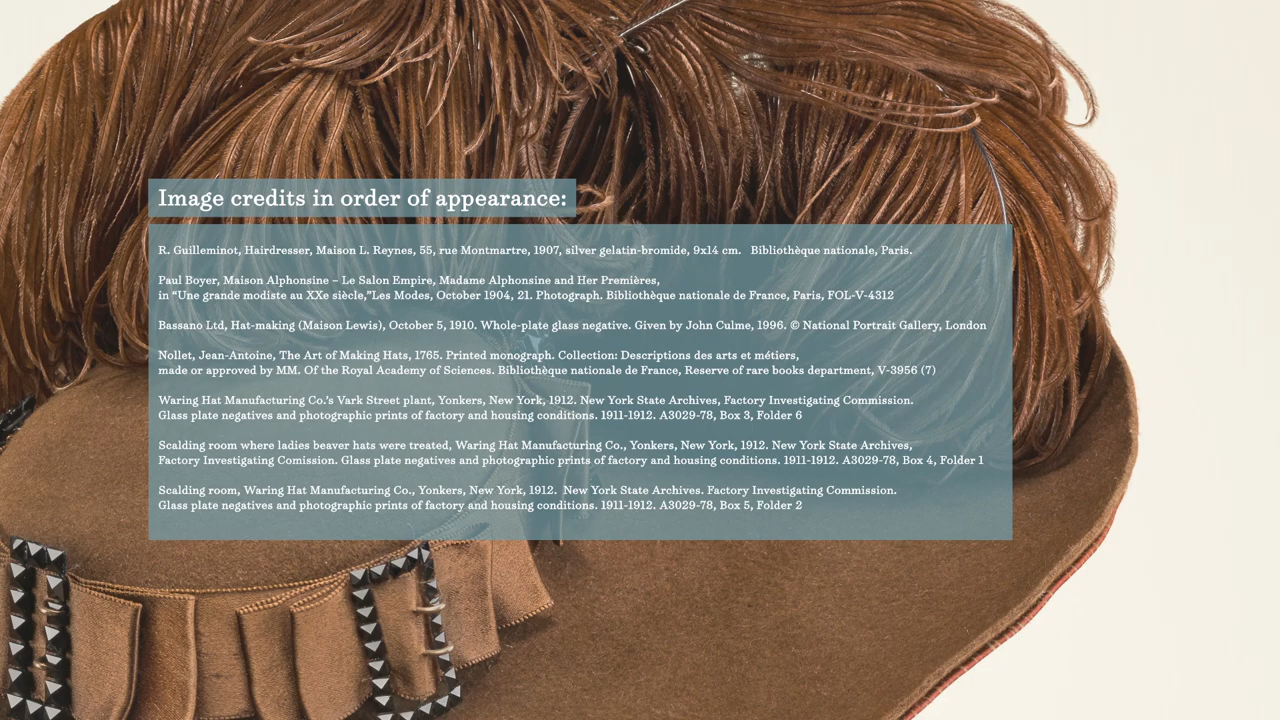 Image credits in order of appearance:
R. Guilleminot, Hairdresser, Maison L. Reynes, 55, rue Montmartre, 1907, silver gelatin-bromide, 9x14 cm.   Bibliothèque nationale, Paris.
Paul Boyer, Maison Alphonsine – Le Salon Empire, Madame Alphonsine and Her Premières,
in “Une grande modiste au XXe siècle,”Les Modes, October 1904, 21. Photograph. Bibliothèque nationale de France, Paris, FOL-V-4312
Bassano Ltd, Hat-making (Maison Lewis), October 5, 1910. Whole-plate glass negative. Given by John Culme, 1996. © National Portrait Gallery, London
Nollet, Jean-Antoine, The Art of Making Hats, 1765. Printed monograph. Collection: Descriptions des arts et métiers,
made or approved by MM. Of the Royal Academy of Sciences. Bibliothèque nationale de France, Reserve of rare books department, V-3956 (7)
Waring Hat Manufacturing Co.’s Vark Street plant, Yonkers, New York, 1912. New York State Archives, Factory Investigating Commission.
Glass plate negatives and photographic prints of factory and housing conditions. 1911-1912. A3029-78, Box 3, Folder 6
Scalding room where ladies beaver hats were treated, Waring Hat Manufacturing Co., Yonkers, New York, 1912. New York State Archives,
Factory Investigating Comission. Glass plate negatives and photographic prints of factory and housing conditions. 1911-1912. A3029-78, Box 4, Folder 1
Scalding room, Waring Hat Manufacturing Co., Yonkers, New York, 1912.  New York State Archives. Factory Investigating Commission.
Glass plate negatives and photographic prints of factory and housing conditions. 1911-1912. A3029-78, Box 5, Folder 2